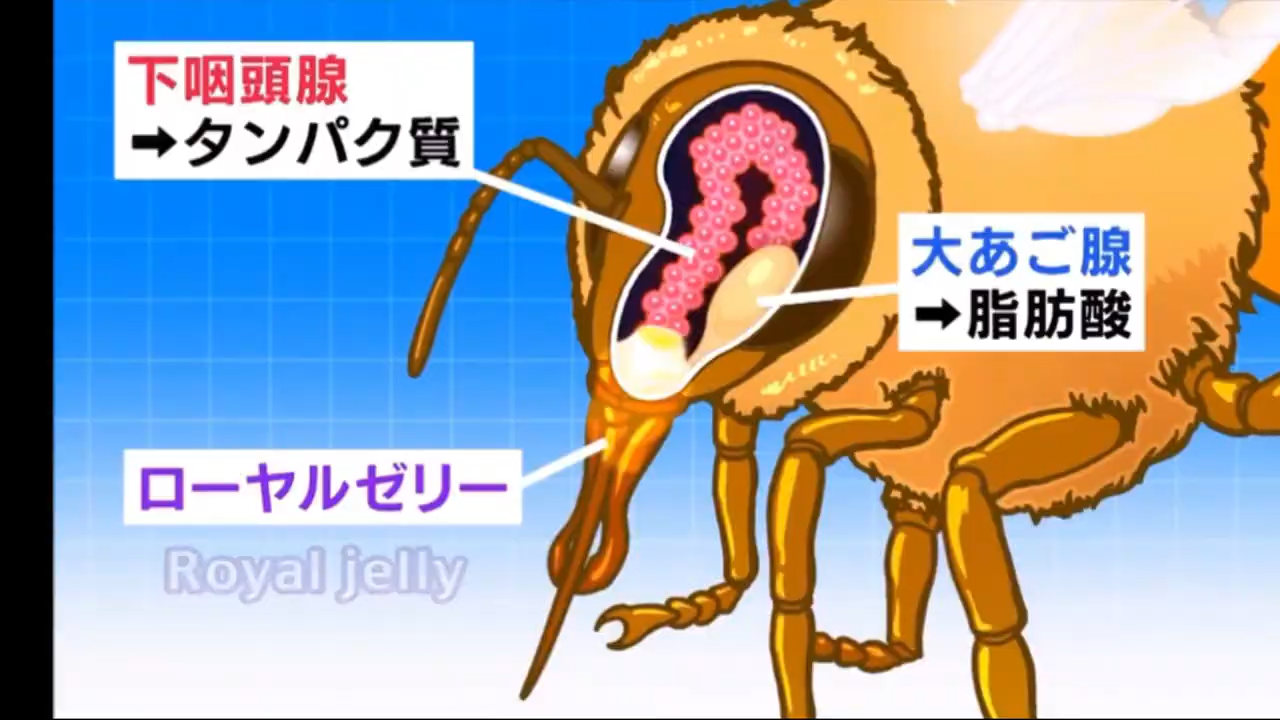 下咽頭腺
➡タンパク質
大あご腺
➡脂肪酸
ローヤルゼリー
Royal jelly